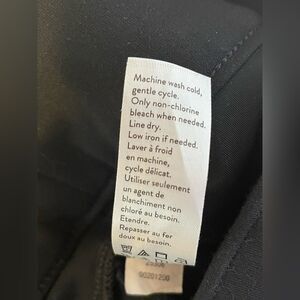 Machine wash cold,
gentle cycle.
Only non-chlorine
bleach when needed.
Line dry.
Low iron if needed.
Laver à froid
en machine,
cycle délicat.
Utiliser seulement
un agent de
blanchiment non
chloré au besoin.
Etendre.
Repasser au fer
doux au besoin.